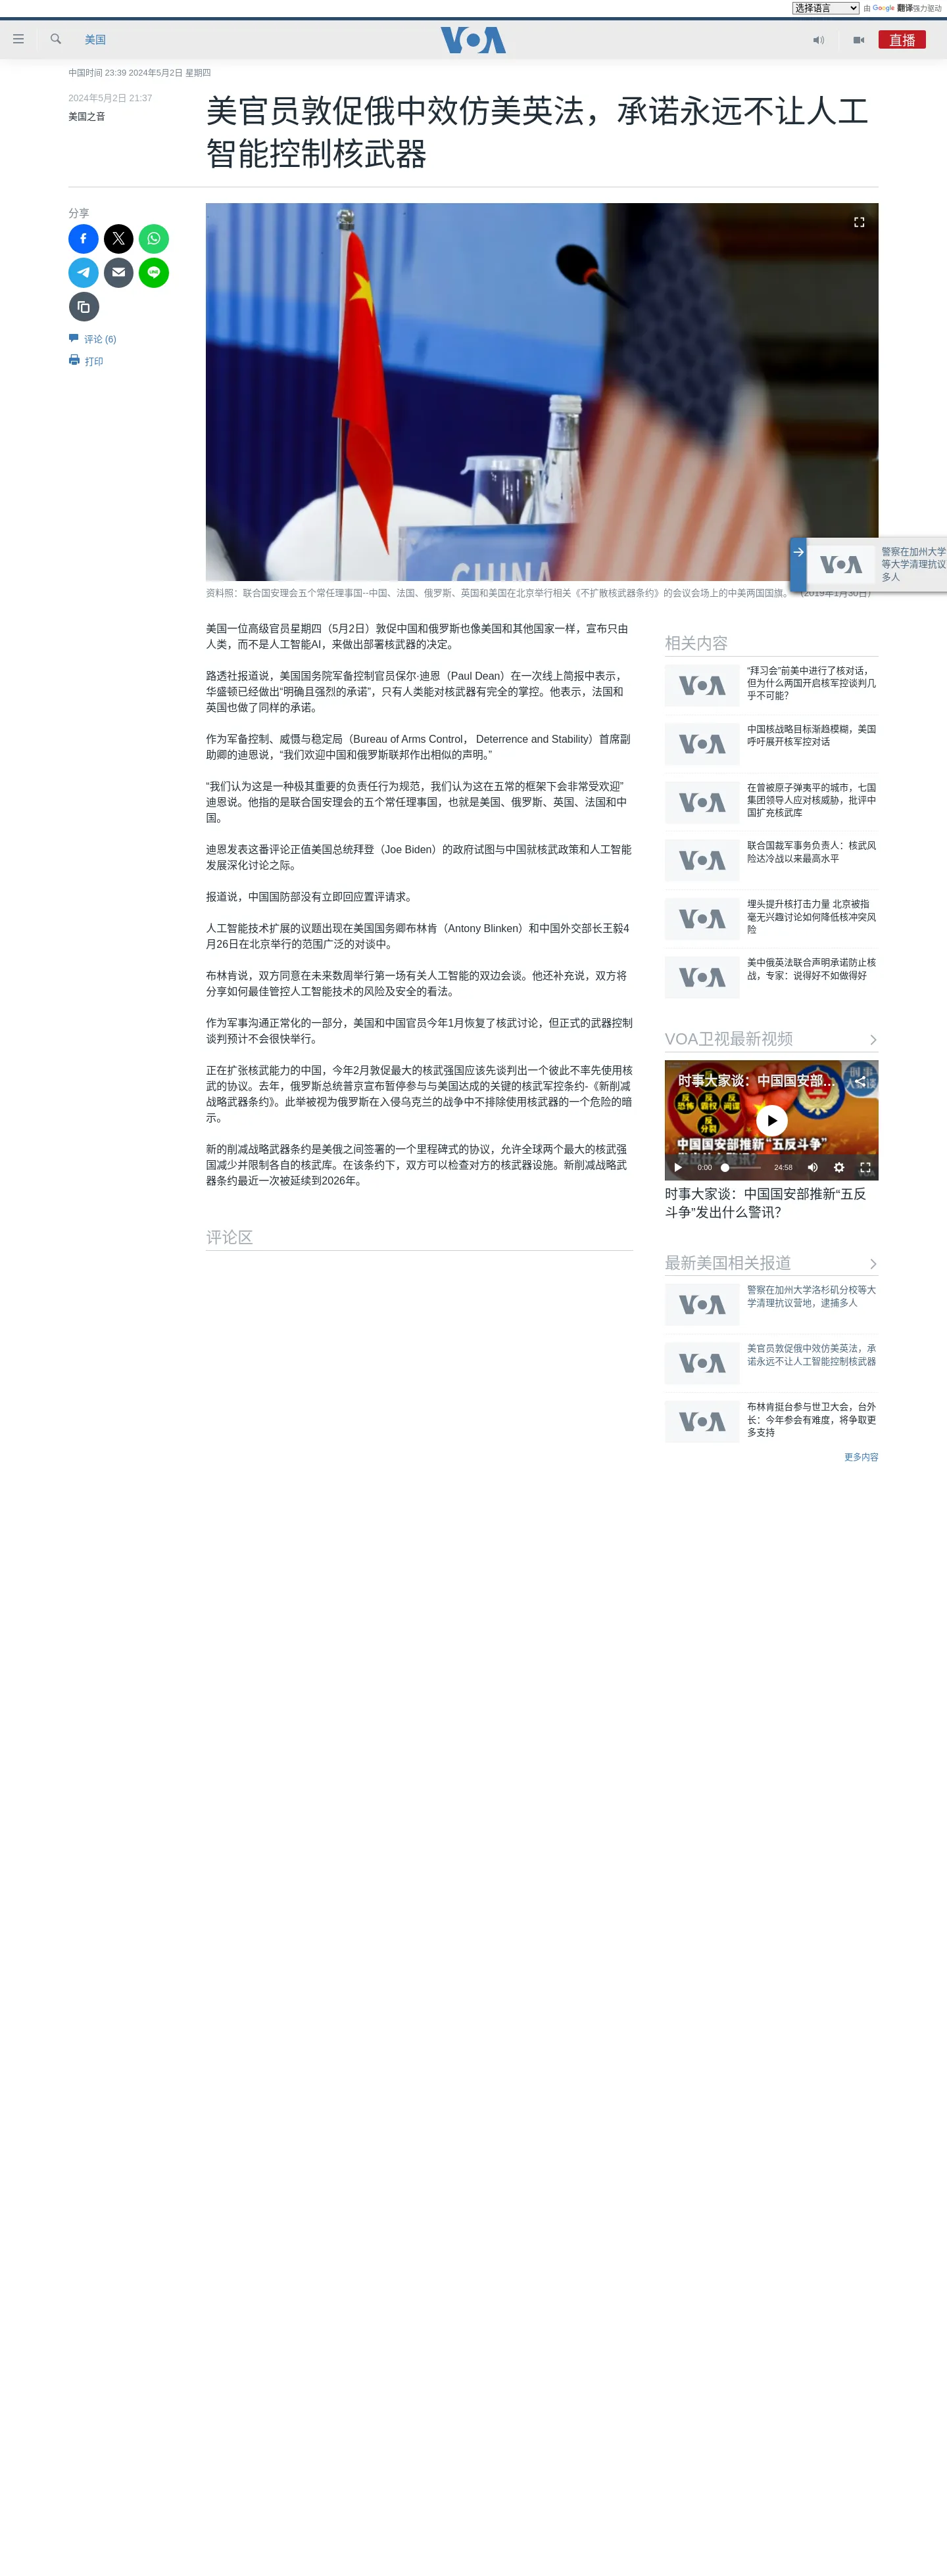 选择语言 由 Google 翻译强力驱动
美国
VOA
直播
中国时间 23:39 2024年5月2日 星期四
2024年5月2日 21:37
美国之音
美官员敦促俄中效仿美英法，承诺永远不让人工
智能控制核武器
分享
评论 (6)
打印
CHINA
资料照：联合国安理会五个常任理事国--中国、法国、俄罗斯、英国和美国在北京举行相关《不扩散核武器条约》的会议会场上的中美两国国旗。 （2019年1月30日）
警察在加州大学
等大学清理抗议
多人
美国一位高级官员星期四（5月2日）敦促中国和俄罗斯也像美国和其他国家一样，宣布只由
人类，而不是人工智能AI，来做出部署核武器的决定。
路透社报道说，美国国务院军备控制官员保尔·迪恩（Paul Dean）在一次线上简报中表示，
华盛顿已经做出“明确且强烈的承诺”，只有人类能对核武器有完全的掌控。他表示，法国和
英国也做了同样的承诺。
作为军备控制、威慑与稳定局（Bureau of Arms Control， Deterrence and Stability）首席副
助卿的迪恩说，“我们欢迎中国和俄罗斯联邦作出相似的声明。”
“我们认为这是一种极其重要的负责任行为规范，我们认为这在五常的框架下会非常受欢迎”
迪恩说。他指的是联合国安理会的五个常任理事国，也就是美国、俄罗斯、英国、法国和中
国。
迪恩发表这番评论正值美国总统拜登（Joe Biden）的政府试图与中国就核武政策和人工智能
发展深化讨论之际。
报道说，中国国防部没有立即回应置评请求。
人工智能技术扩展的议题出现在美国国务卿布林肯（Antony Blinken）和中国外交部长王毅4
月26日在北京举行的范围广泛的对谈中。
布林肯说，双方同意在未来数周举行第一场有关人工智能的双边会谈。他还补充说，双方将
分享如何最佳管控人工智能技术的风险及安全的看法。
作为军事沟通正常化的一部分，美国和中国官员今年1月恢复了核武讨论，但正式的武器控制
谈判预计不会很快举行。
正在扩张核武能力的中国，今年2月敦促最大的核武强国应该先谈判出一个彼此不率先使用核
武的协议。去年，俄罗斯总统普京宣布暂停参与与美国达成的关键的核武军控条约-《新削减
战略武器条约》。此举被视为俄罗斯在入侵乌克兰的战争中不排除使用核武器的一个危险的暗
示。
新的削减战略武器条约是美俄之间签署的一个里程碑式的协议，允许全球两个最大的核武强
国减少并限制各自的核武库。在该条约下，双方可以检查对方的核武器设施。新削减战略武
器条约最近一次被延续到2026年。
评论区
相关内容
“拜习会”前美中进行了核对话，
但为什么两国开启核军控谈判几
乎不可能？
中国核战略目标渐趋模糊，美国
呼吁展开核军控对话
在曾被原子弹夷平的城市，七国
集团领导人应对核威胁，批评中
国扩充核武库
联合国裁军事务负责人：核武风
险达冷战以来最高水平
埋头提升核打击力量 北京被指
毫无兴趣讨论如何降低核冲突风
险
美中俄英法联合声明承诺防止核
战，专家：说得好不如做得好
VOA卫视最新视频
时事大家谈：中国国安部...
中国国安部推新“五反斗争”
0:00
24:58
时事大家谈：中国国安部推新“五反
斗争”发出什么警讯？
最新美国相关报道
警察在加州大学洛杉矶分校等大
学清理抗议营地，逮捕多人
美官员敦促俄中效仿美英法，承
诺永远不让人工智能控制核武器
布林肯挺台参与世卫大会，台外
长：今年参会有难度，将争取更
多支持
更多内容